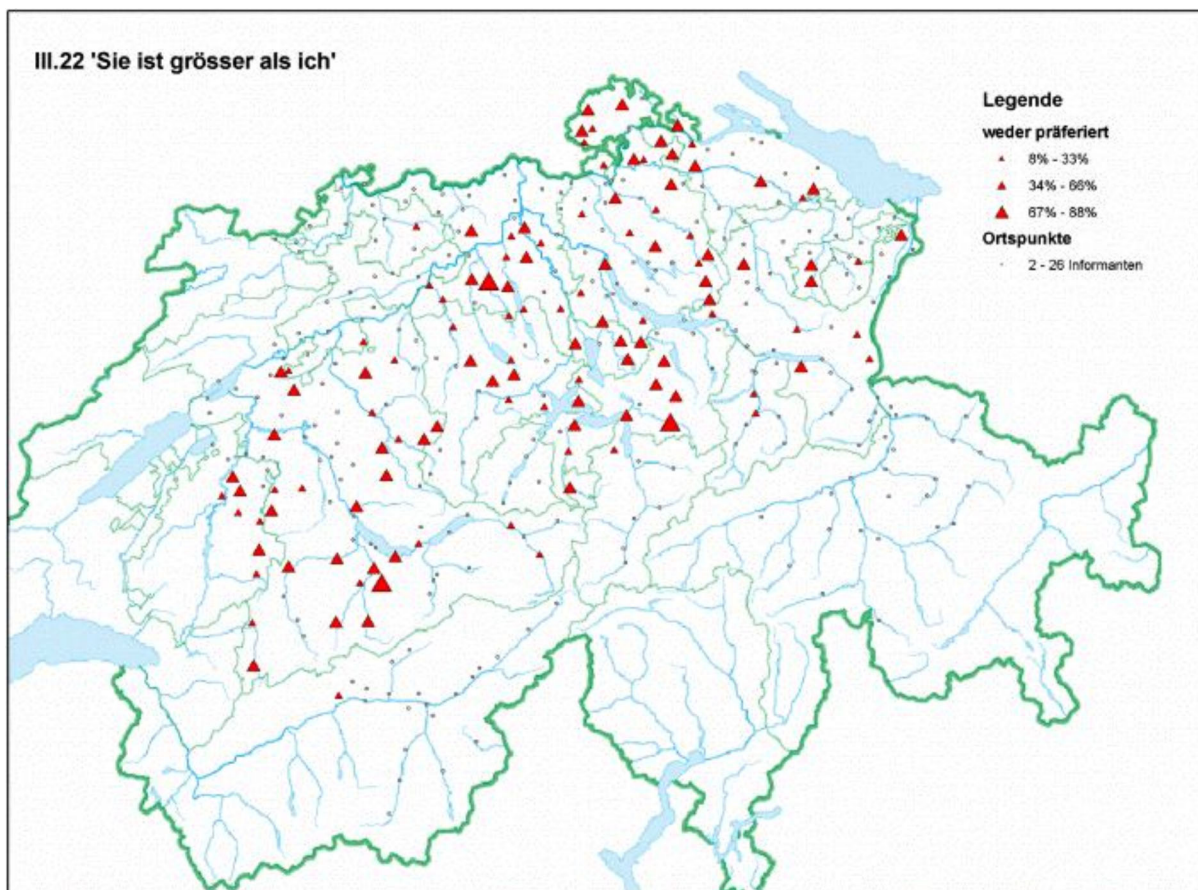 III.22 'Sie ist grösser als ich'
Legende
weder präferiert
8% - 33%
34% - 66%
67% - 88%
Ortspunkte
2 - 26 Informanten